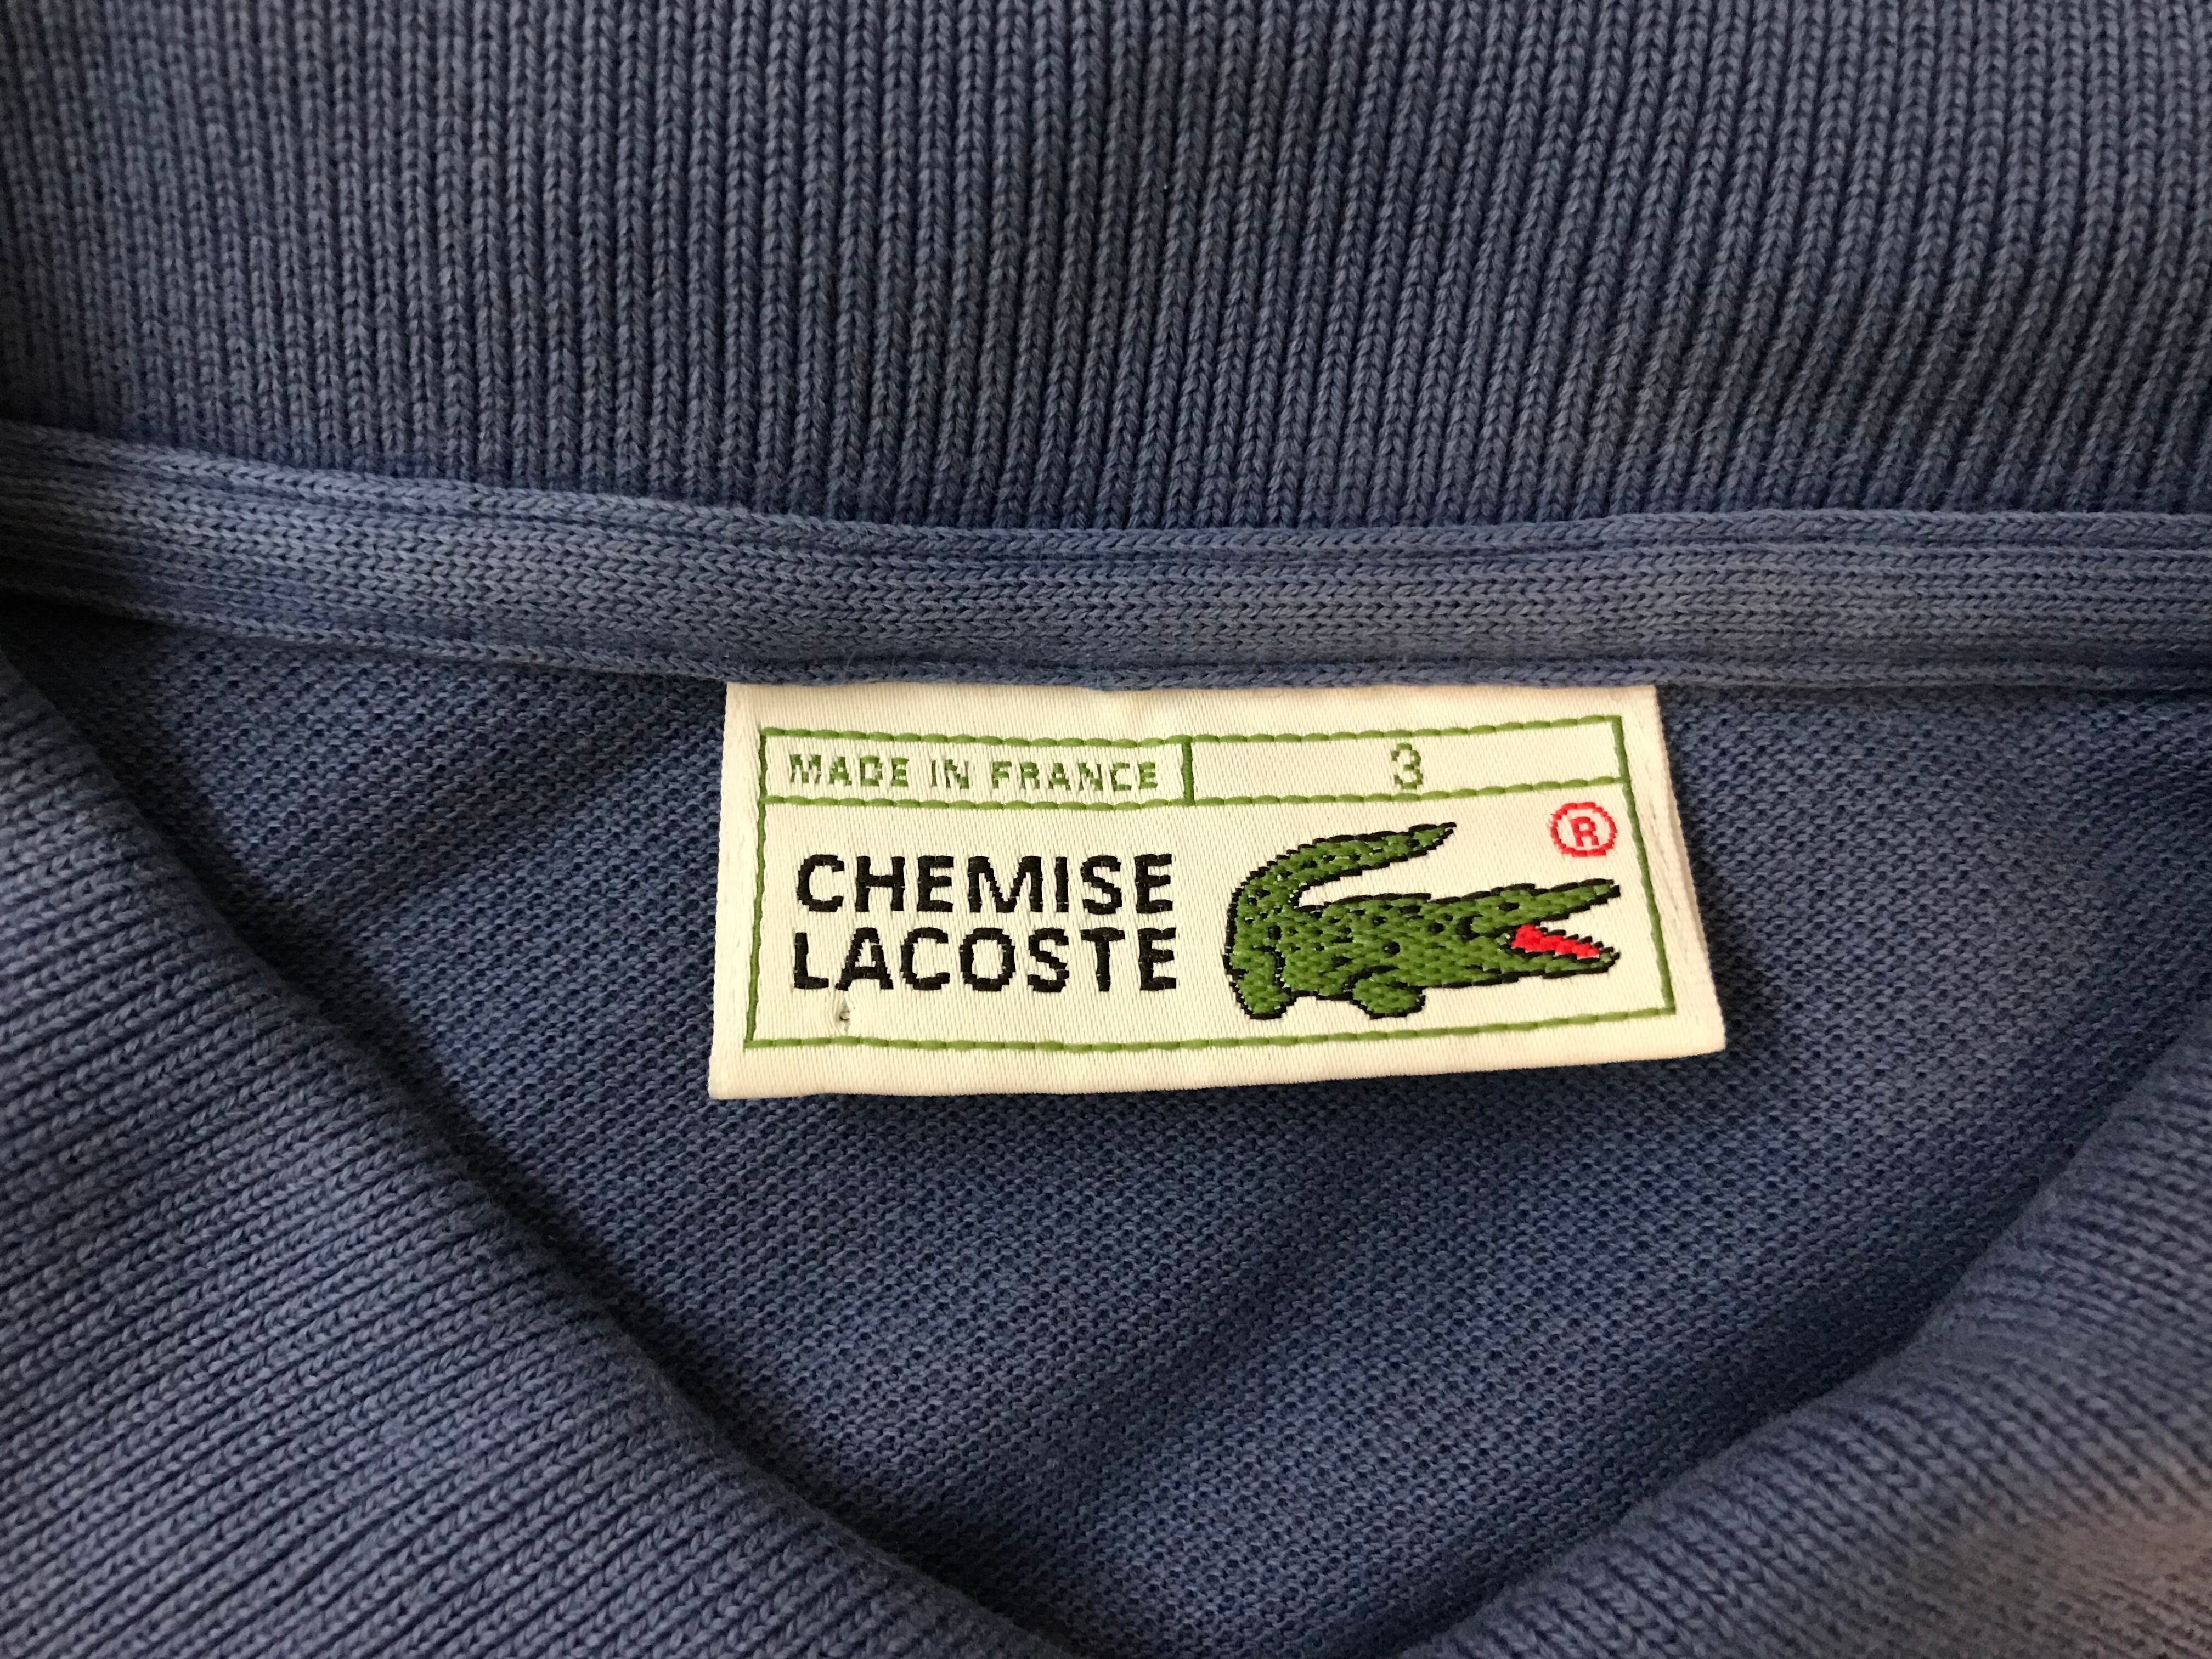 MADE IN FRANCE 3
®
CHEMISE
LACOSTE